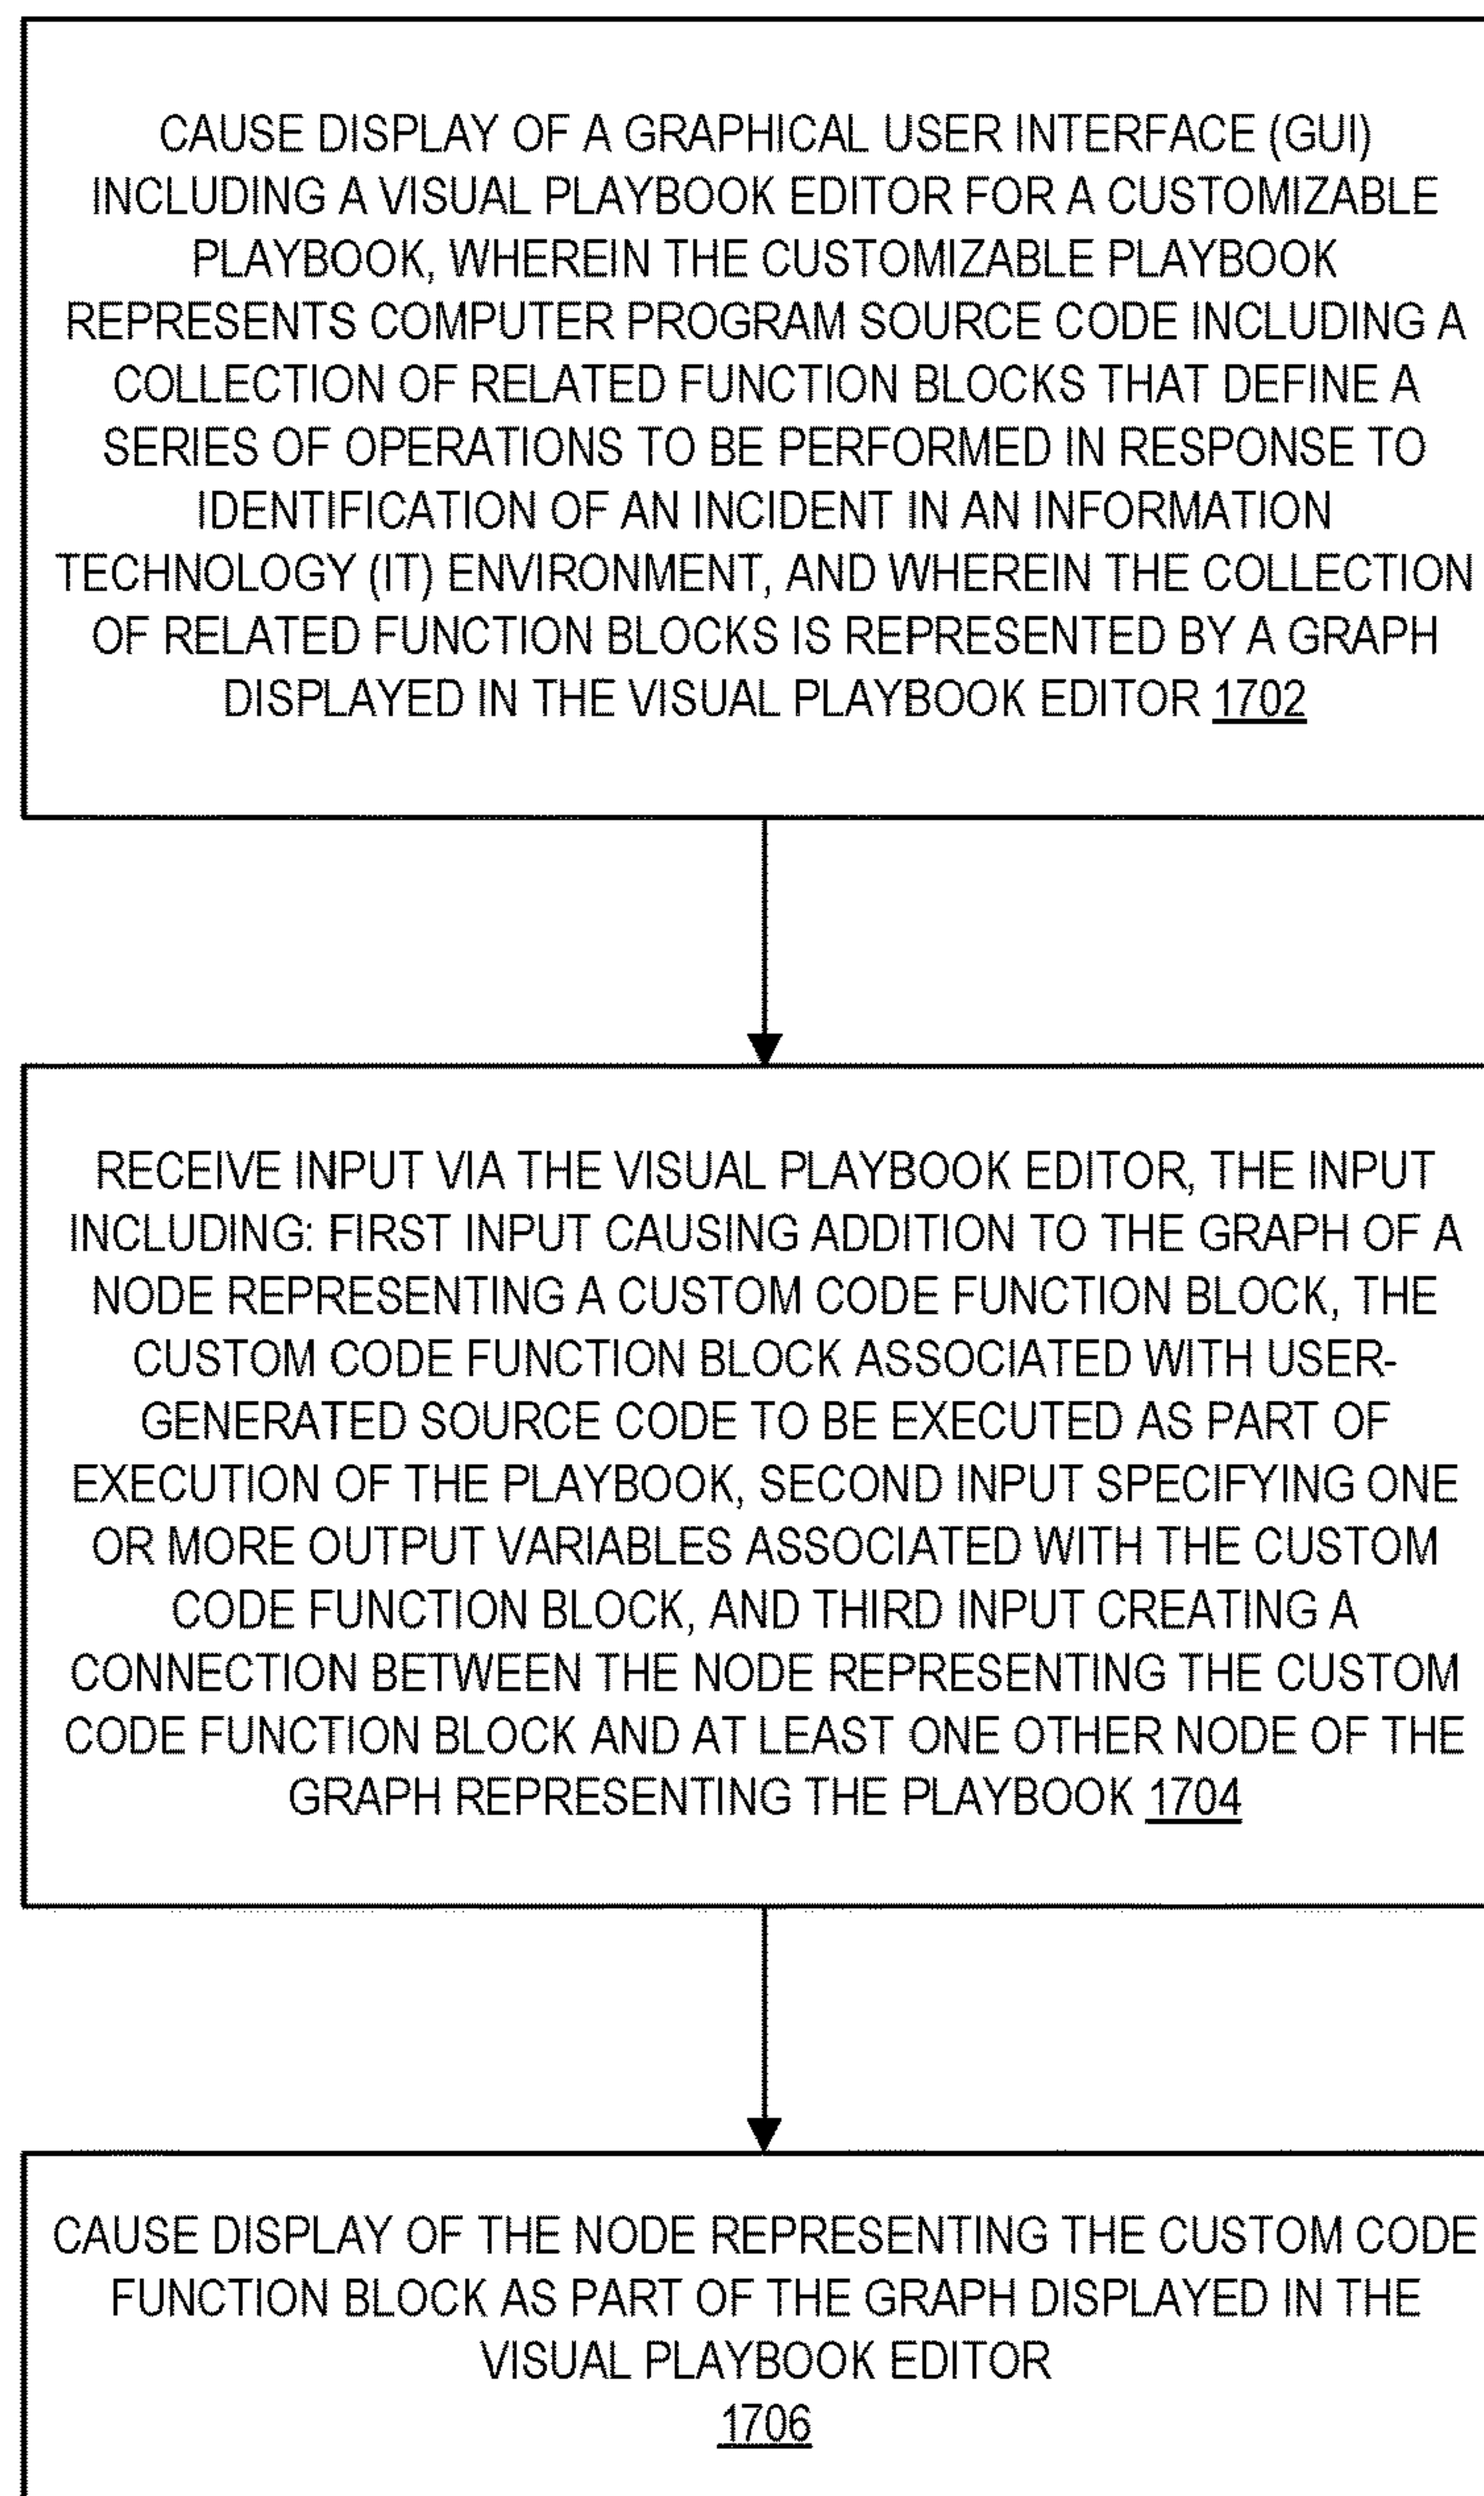 CAUSE DISPLAY OF A GRAPHICAL USER INTERFACE (GUI)
INCLUDING A VISUAL PLAYBOOK EDITOR FOR A CUSTOMIZABLE
PLAYBOOK, WHEREIN THE CUSTOMIZABLE PLAYBOOK
REPRESENTS COMPUTER PROGRAM SOURCE CODE INCLUDING A
COLLECTION OF RELATED FUNCTION BLOCKS THAT DEFINE A
SERIES OF OPERATIONS TO BE PERFORMED IN RESPONSE TO
IDENTIFICATION OF AN INCIDENT IN AN INFORMATION
TECHNOLOGY (IT) ENVIRONMENT, AND WHEREIN THE COLLECTION
OF RELATED FUNCTION BLOCKS IS REPRESENTED BY A GRAPH
DISPLAYED IN THE VISUAL PLAYBOOK EDITOR 1702
RECEIVE INPUT VIA THE VISUAL PLAYBOOK EDITOR, THE INPUT
INCLUDING: FIRST INPUT CAUSING ADDITION TO THE GRAPH OF A
NODE REPRESENTING A CUSTOM CODE FUNCTION BLOCK, THE
CUSTOM CODE FUNCTION BLOCK ASSOCIATED WITH USER-
GENERATED SOURCE CODE TO BE EXECUTED AS PART OF
EXECUTION OF THE PLAYBOOK, SECOND INPUT SPECIFYING ONE
OR MORE OUTPUT VARIABLES ASSOCIATED WITH THE CUSTOM
CODE FUNCTION BLOCK, AND THIRD INPUT CREATING A
CONNECTION BETWEEN THE NODE REPRESENTING THE CUSTOM
CODE FUNCTION BLOCK AND AT LEAST ONE OTHER NODE OF THE
GRAPH REPRESENTING THE PLAYBOOK 1704
CAUSE DISPLAY OF THE NODE REPRESENTING THE CUSTOM CODE
FUNCTION BLOCK AS PART OF THE GRAPH DISPLAYED IN THE
VISUAL PLAYBOOK EDITOR
1706